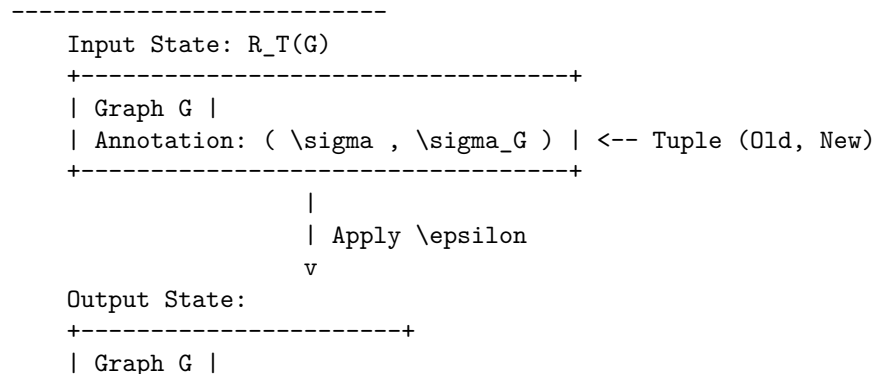 ---------------------------
Input State: R_T(G)
+-----------------------------------+
| Graph G |
| Annotation: ( \sigma , \sigma_G ) | <-- Tuple (Old, New)
+-----------------------------------+
|
| Apply \epsilon
v
Output State:
+-----------------------+
| Graph G |